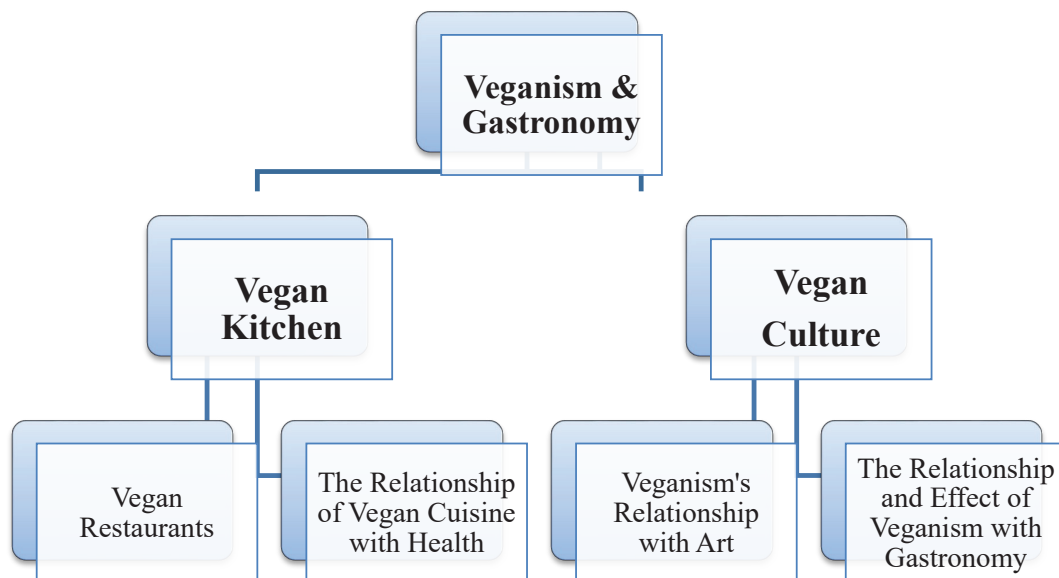 Veganism &
Gastronomy
Vegan
Kitchen
Vegan
Culture
Vegan
Restaurants
The Relationship
of Vegan Cuisine
with Health
Veganism's
Relationship
with Art
The Relationship
and Effect of
Veganism with
Gastronomy